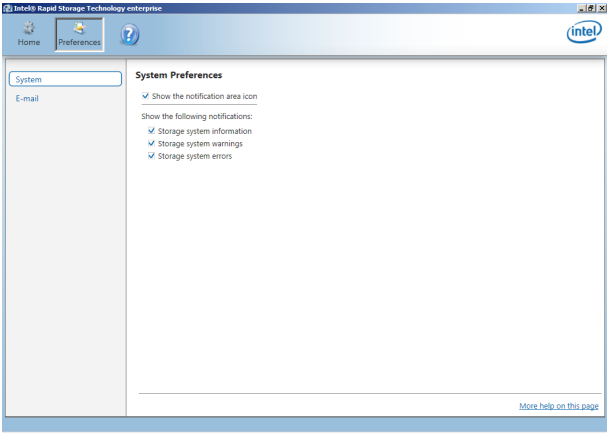 Intel® Rapid Storage Technology enterprise
Home
Preferences
?
intel
System
E-mail
System Preferences
Show the notification area icon
Show the following notifications:
Storage system information
Storage system warnings
Storage system errors
More help on this page